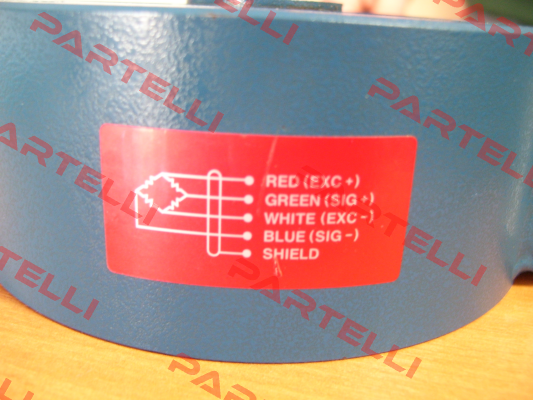 PARTELLI
PARTELLI
PARTELLI
RED (EXC +)
GREEN (SIG +)
WHITE (EXC -)
BLUE (SIG -)
SHIELD
PARTELLI
PARTELLI
PARTELLI
PARTELLI